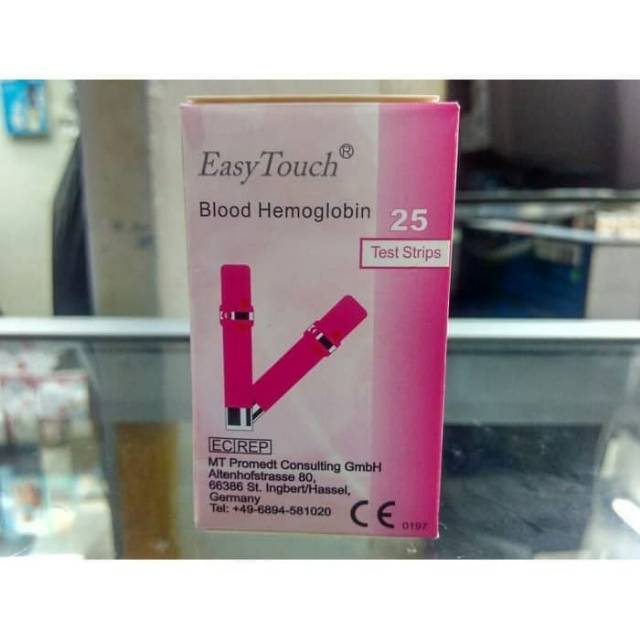 EasyTouch®
Blood Hemoglobin
25
Test Strips
EC REP
MT Promedt Consulting GmbH
Altenhofstrasse 80,
66386 St. Ingbert/Hassel,
Germany
Tel: +49-6894-581020
CE 0197